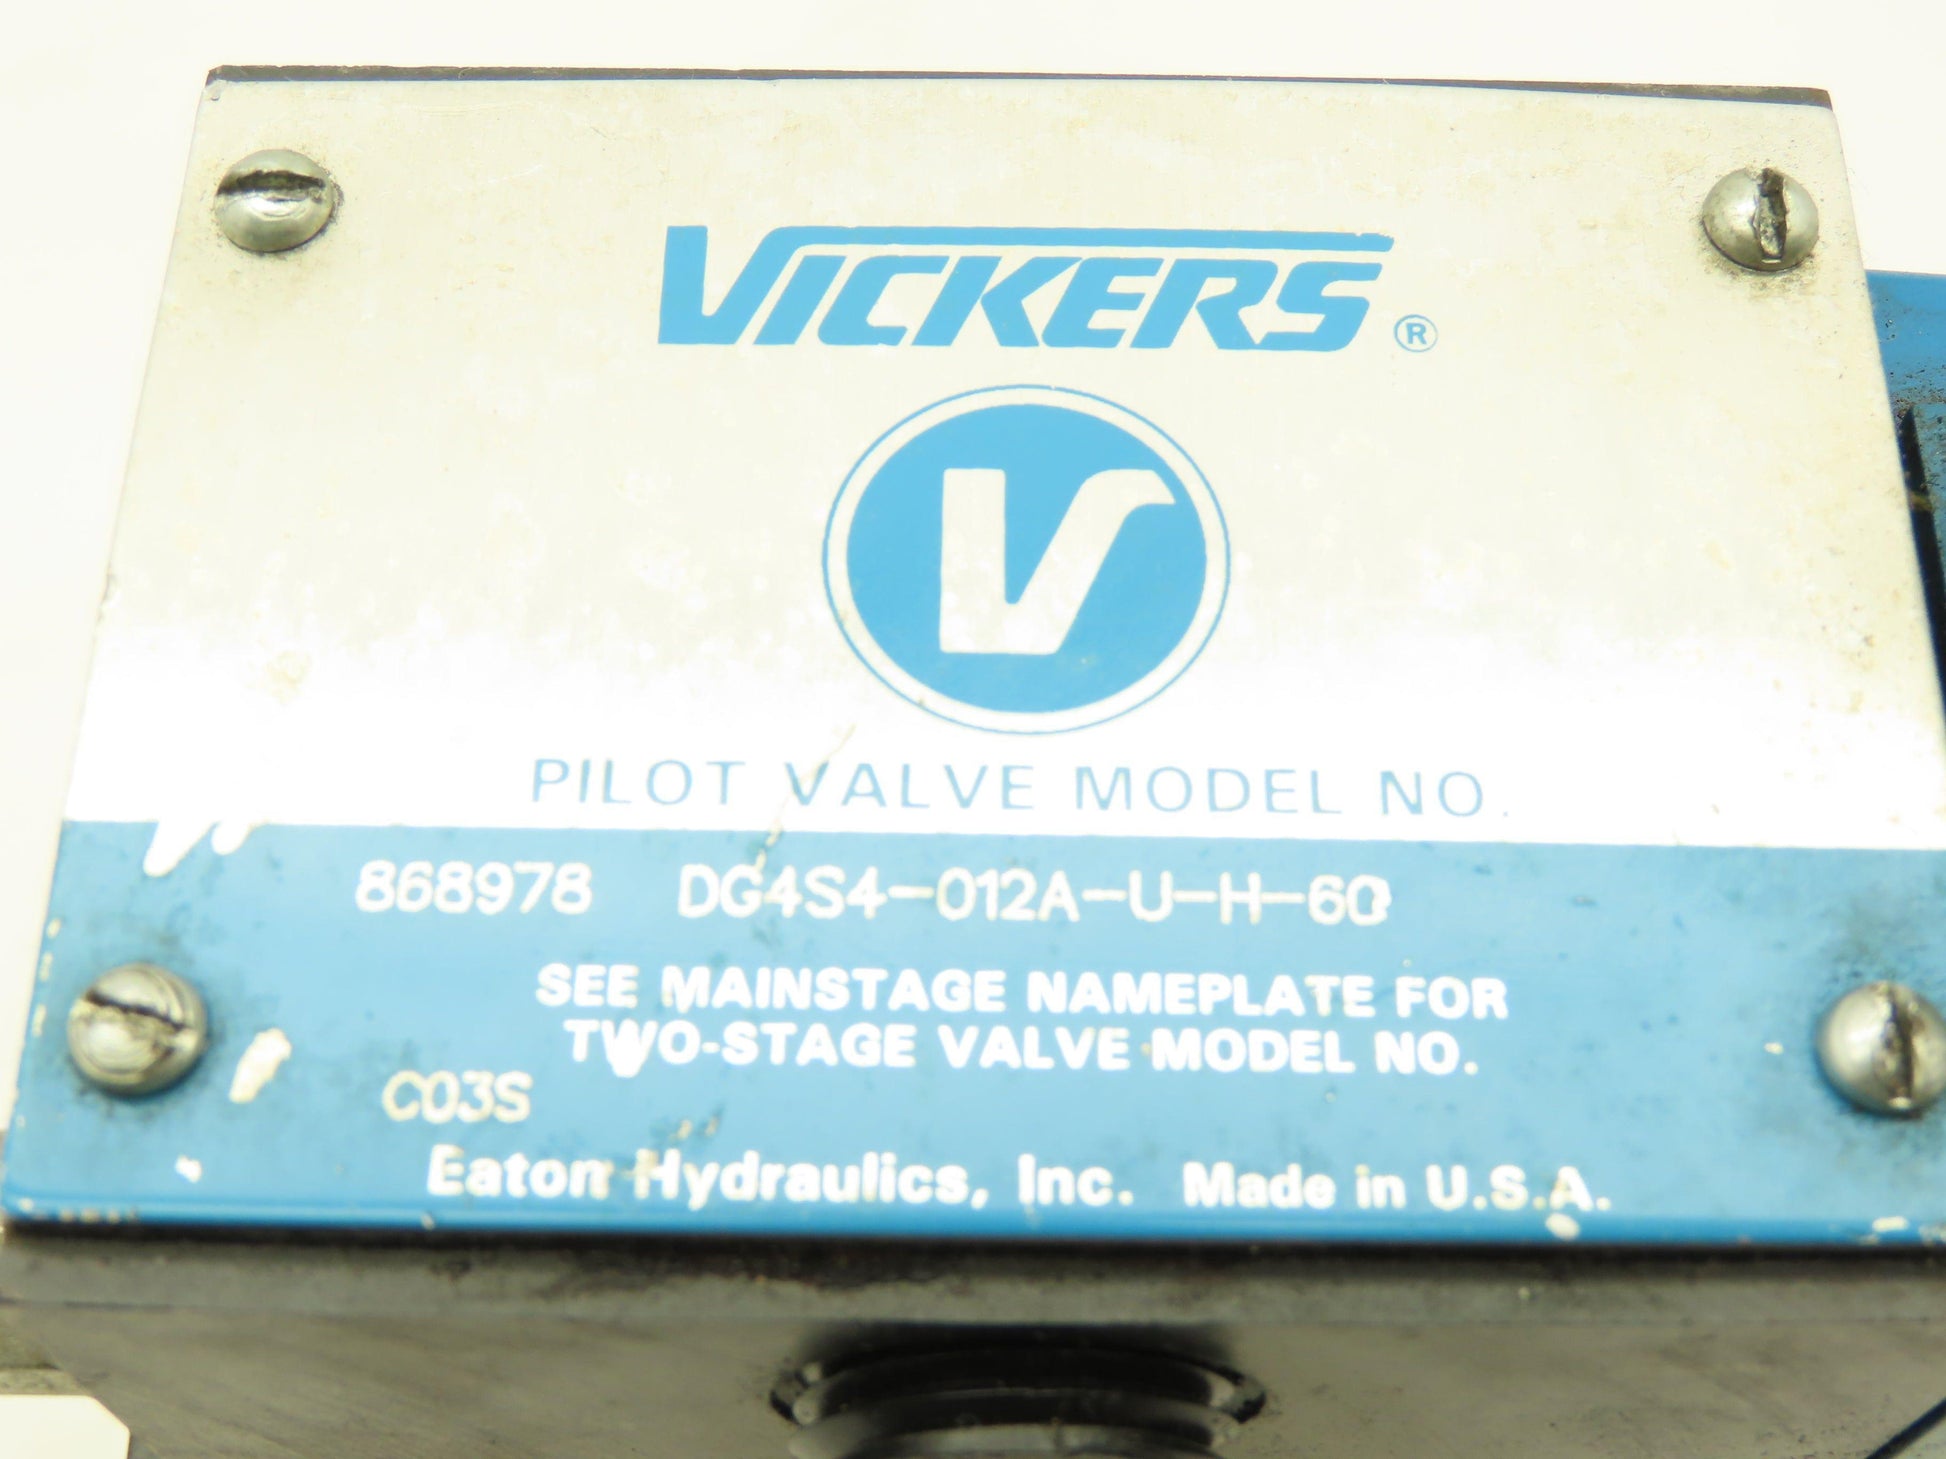 VICKERS®
V
PILOT VALVE MODEL NO.
868978 DG4S4-012A-U-H-60
SEE MAINSTAGE NAMEPLATE FOR
TWO-STAGE VALVE MODEL NO.
C03S
Eaton Hydraulics, Inc. Made in U.S.A.